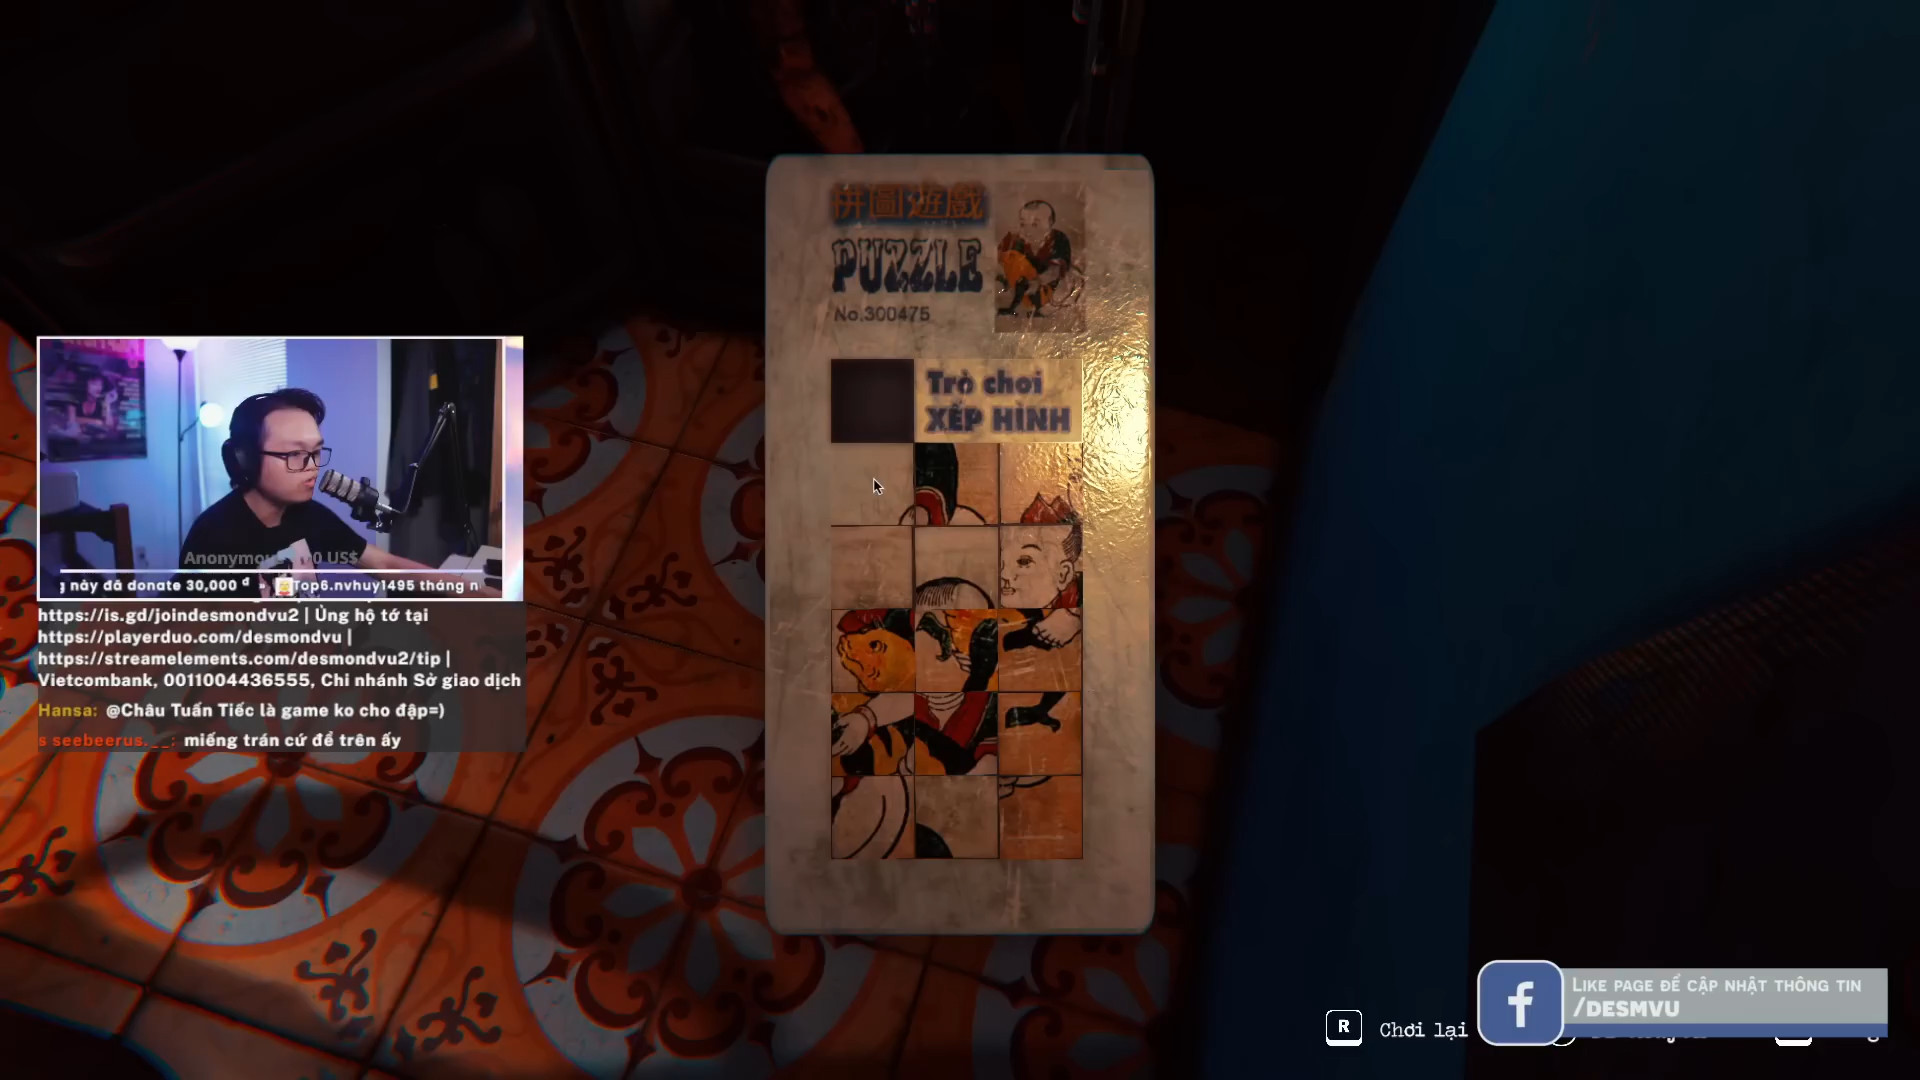 拼圖遊戲
PUZZLE
No.300475
Trò chơi
XẾP HÌNH
g này đã donate 30,000 ₫ » Top6.nvhuy1495 tháng n
https://is.gd/joindesmondvu2 | Ủng hộ tớ tại
https://playerduo.com/desmondvu |
https://streamelements.com/desmondvu2/tip |
Vietcombank, 0011004436555, Chi nhánh Sở giao dịch
Hansa: @Châu Tuấn Tiếc là game ko cho đập=)
s seebeerus.__: miếng trán cứ để trên ấy
LIKE PAGE ĐỂ CẬP NHẬT THÔNG TIN
/DESMVU
R Chơi lại